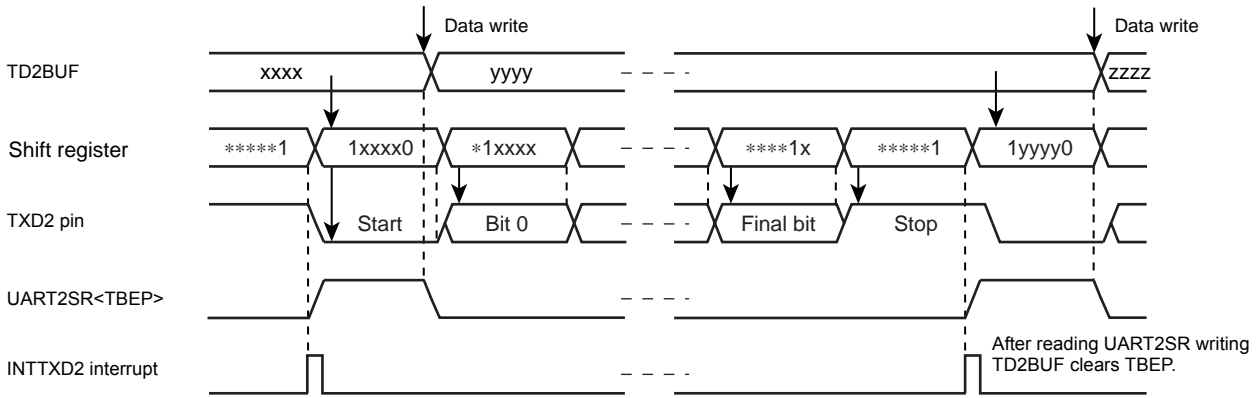 Data write
Data write
TD2BUF
xxxx
yyyy
zzzz
Shift register
*****1
1xxxx0
*1xxxx
****1x
*****1
1yyyy0
TXD2 pin
Start
Bit 0
Final bit
Stop
UART2SR<TBEP>
INTTXD2 interrupt
After reading UART2SR writing
TD2BUF clears TBEP.